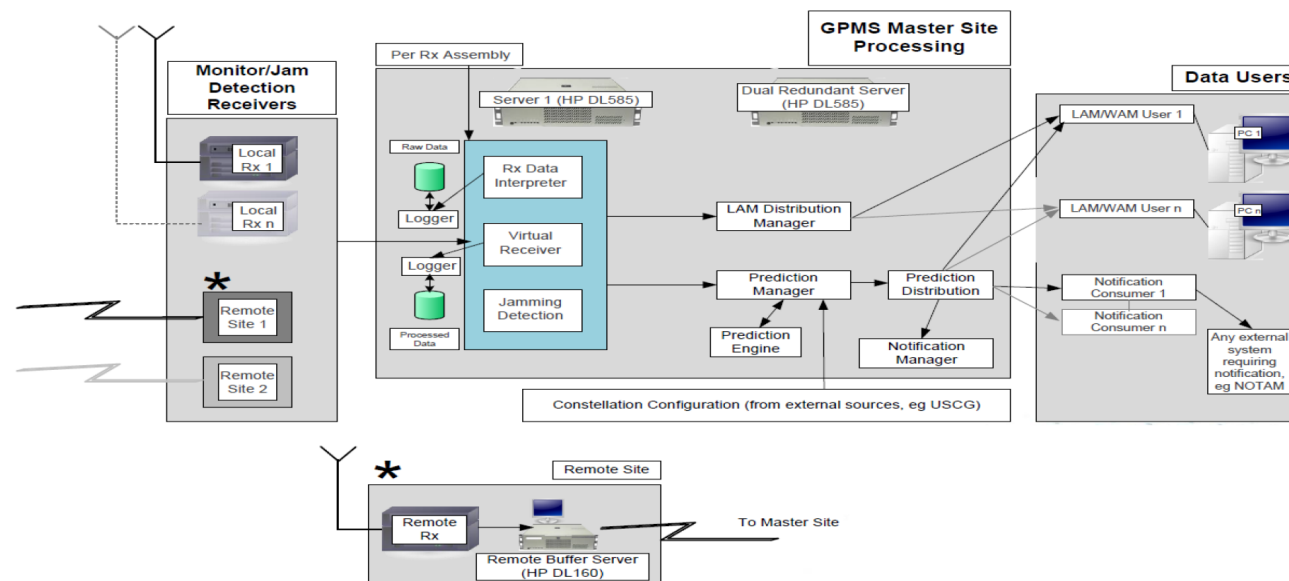 GPMS Master Site
Processing
Per Rx Assembly
Monitor/Jam
Detection
Receivers
Data Users
Server 1 (HP DL585)
Dual Redundant Server
(HP DL585)
LAM/WAM User 1
PC 1
Local
Rx 1
Raw Data
Rx Data
Interpreter
Local
Rx n
Logger
LAM Distribution
Manager
LAM/WAM User n
PC n
Virtual
Receiver
Logger
*
Remote
Site 1
Prediction
Manager
Prediction
Distribution
Notification
Consumer 1
Jamming
Detection
Notification
Consumer n
Processed
Data
Prediction
Engine
Notification
Manager
Any external
system
requiring
notification,
eg NOTAM
Remote
Site 2
Constellation Configuration (from external sources, eg USCG)
*
Remote Site
Remote
Rx
To Master Site
Remote Buffer Server
(HP DL160)